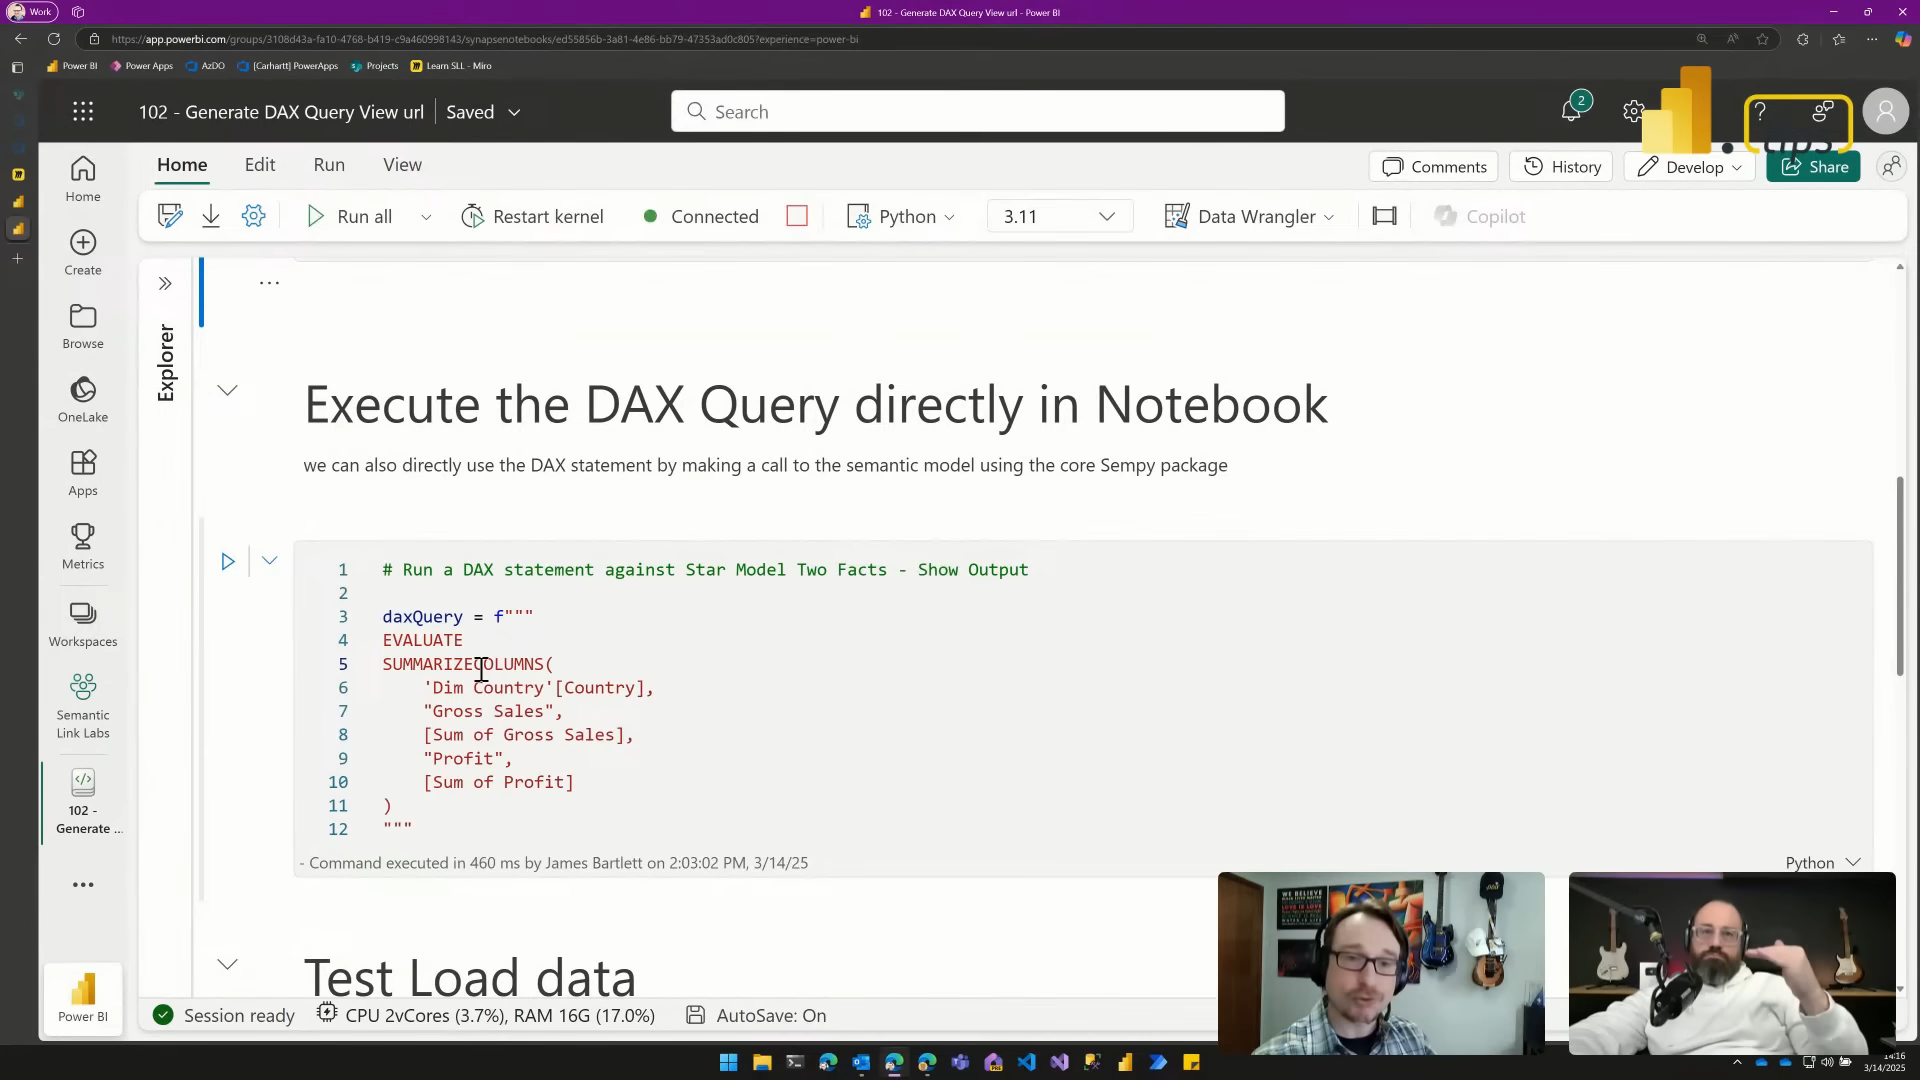 Work
102 - Generate DAX Query View url - Power BI
https://app.powerbi.com/groups/3108d43a-fa10-4768-b419-c9a460998143/synapsenotebooks/ed55856b-3a81-4e86-bb79-47353ad0c805?experience=power-bi
Power BI
Power Apps
AzDO
[Carhartt] PowerApps
Projects
Learn SLL - Miro
102 - Generate DAX Query View url
Saved
Search
2
?
.tips
Home
Edit
Run
View
Comments
History
Develop
Share
Run all
Restart kernel
Connected
Python
3.11
Data Wrangler
Copilot
Home
Create
Browse
OneLake
Apps
Metrics
Workspaces
Semantic
Link Labs
102 -
Generate ...
Power BI
Explorer
Execute the DAX Query directly in Notebook
we can also directly use the DAX statement by making a call to the semantic model using the core Sempy package
1 # Run a DAX statement against Star Model Two Facts - Show Output
2
3 daxQuery = f"""
4 EVALUATE
5 SUMMARIZECOLUMNS(
6 'Dim Country'[Country],
7 "Gross Sales",
8 [Sum of Gross Sales],
9 "Profit",
10 [Sum of Profit]
11 )
12 """
- Command executed in 460 ms by James Bartlett on 2:03:02 PM, 3/14/25
Python
Test Load data
Session ready
CPU 2vCores (3.7%), RAM 16G (17.0%)
AutoSave: On
WE BELIEVE
LOVE IS LOVE
14:16
3/14/2025